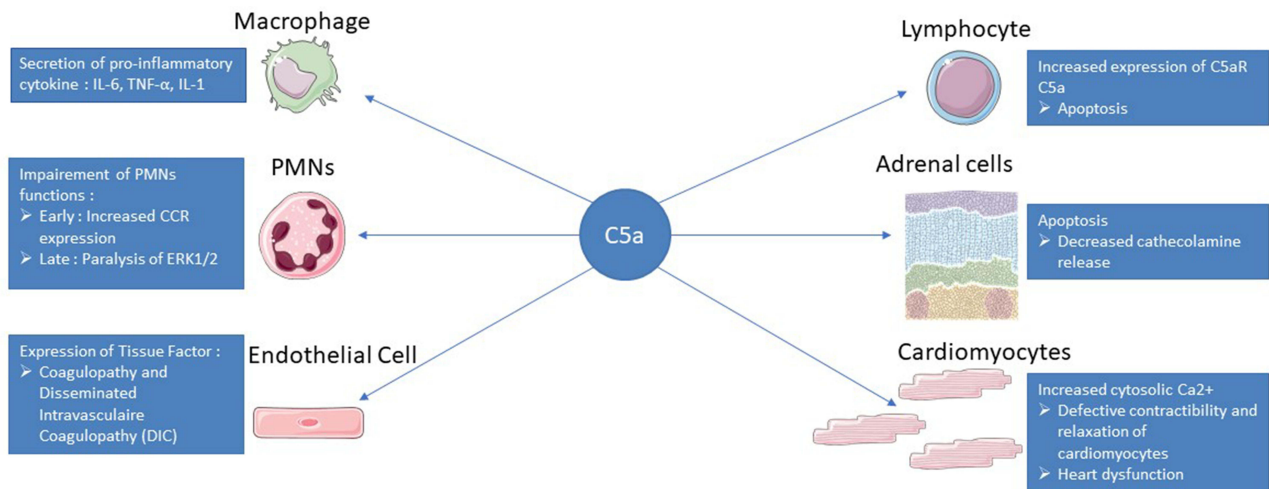 Macrophage
Secretion of pro-inflammatory
cytokine : IL-6, TNF-α, IL-1
PMNs
Impairement of PMNs
functions :
➢ Early : Increased CCR
expression
➢ Late : Paralysis of ERK1/2
Endothelial Cell
Expression of Tissue Factor :
➢ Coagulopathy and
Disseminated
Intravasculaire
Coagulopathy (DIC)
C5a
Lymphocyte
Increased expression of C5aR
C5a
➢ Apoptosis
Adrenal cells
Apoptosis
➢ Decreased cathecolamine
release
Cardiomyocytes
Increased cytosolic Ca2+
➢ Defective contractibility and
relaxation of
cardiomyocytes
➢ Heart dysfunction